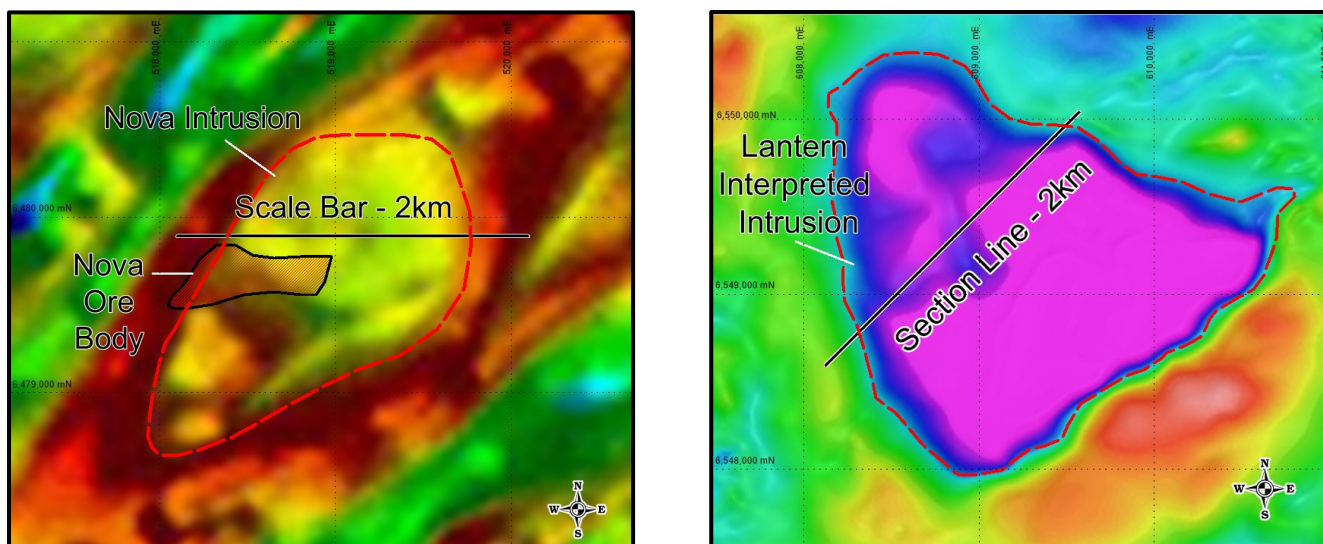 518,000 mE
519,000 mE
520,000 mE
Nova Intrusion
Scale Bar - 2km
6,480,000 mN
Nova
Ore
Body
6,479,000 mN
N
W E
S
608,000 mE
609,000 mE
610,000 mE
6,550,000 mN
Lantern
Interpreted
Intrusion
Section Line - 2km
6,549,000 mN
6,548,000 mN
N
W E
S